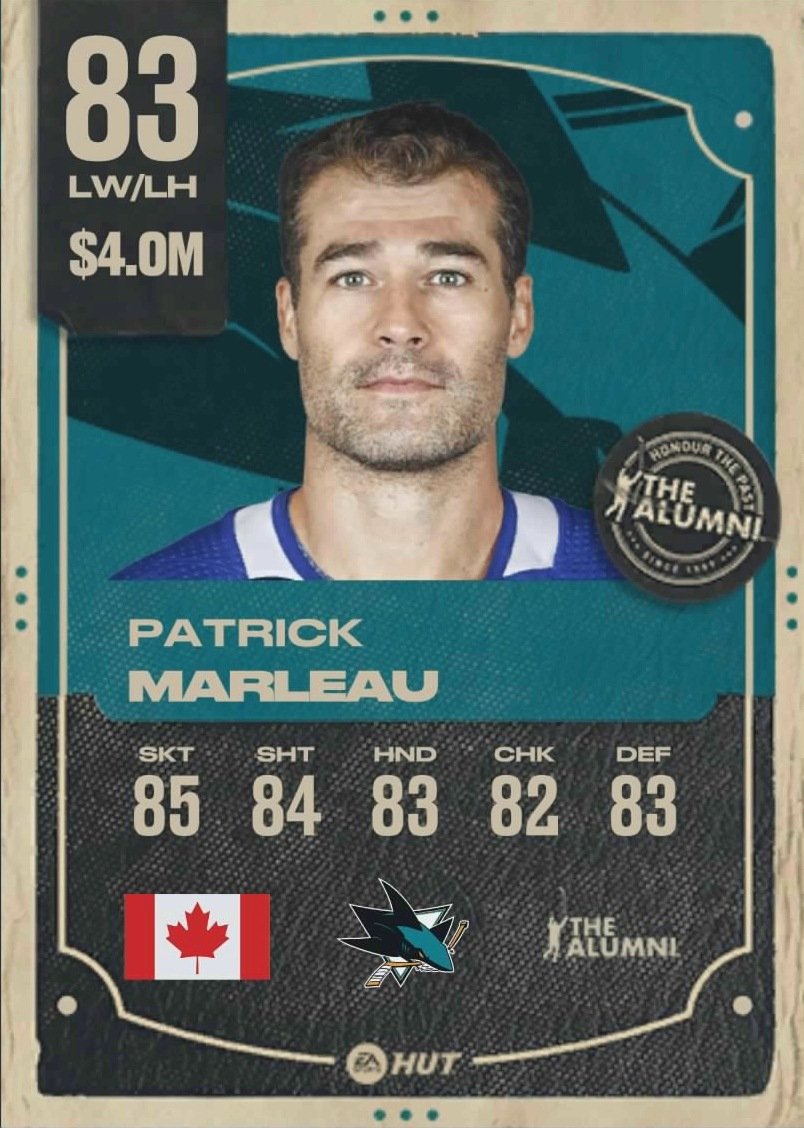 83
LW/LH
$4.0M
HONOUR THE PAST
THE
ALUMNI
PATRICK
MARLEAU
SKT SHT HND CHK DEF
85 84 83 82 83
THE
ALUMNI
EA
SPORTS
HUT